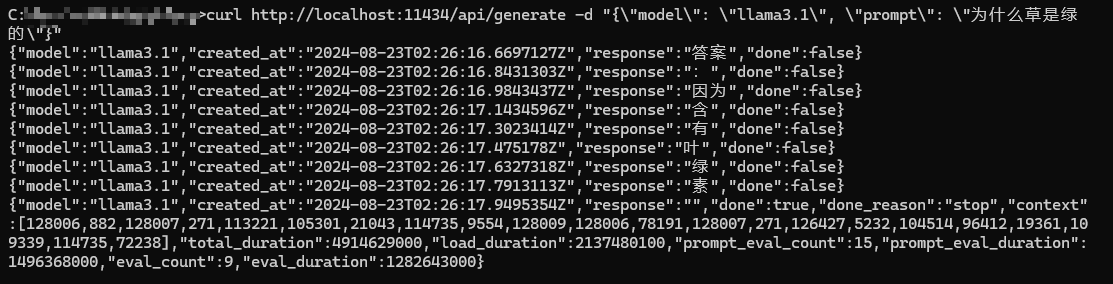 C:\>curl http://localhost:11434/api/generate -d "{\"model\": \"llama3.1\", \"prompt\": \"为什么草是绿
的\"}"
{"model":"llama3.1","created_at":"2024-08-23T02:26:16.6697127Z","response":"答案","done":false}
{"model":"llama3.1","created_at":"2024-08-23T02:26:16.8431303Z","response":"：","done":false}
{"model":"llama3.1","created_at":"2024-08-23T02:26:16.9843437Z","response":"因为","done":false}
{"model":"llama3.1","created_at":"2024-08-23T02:26:17.1434596Z","response":"含","done":false}
{"model":"llama3.1","created_at":"2024-08-23T02:26:17.3023414Z","response":"有","done":false}
{"model":"llama3.1","created_at":"2024-08-23T02:26:17.475178Z","response":"叶","done":false}
{"model":"llama3.1","created_at":"2024-08-23T02:26:17.6327318Z","response":"绿","done":false}
{"model":"llama3.1","created_at":"2024-08-23T02:26:17.7913113Z","response":"素","done":false}
{"model":"llama3.1","created_at":"2024-08-23T02:26:17.9495354Z","response":"","done":true,"done_reason":"stop","context"
:[128006,882,128007,271,113221,105301,21043,114735,9554,128009,128006,78191,128007,271,126427,5232,104514,96412,19361,10
9339,114735,72238],"total_duration":4914629000,"load_duration":2137480100,"prompt_eval_count":15,"prompt_eval_duration":
1496368000,"eval_count":9,"eval_duration":1282643000}